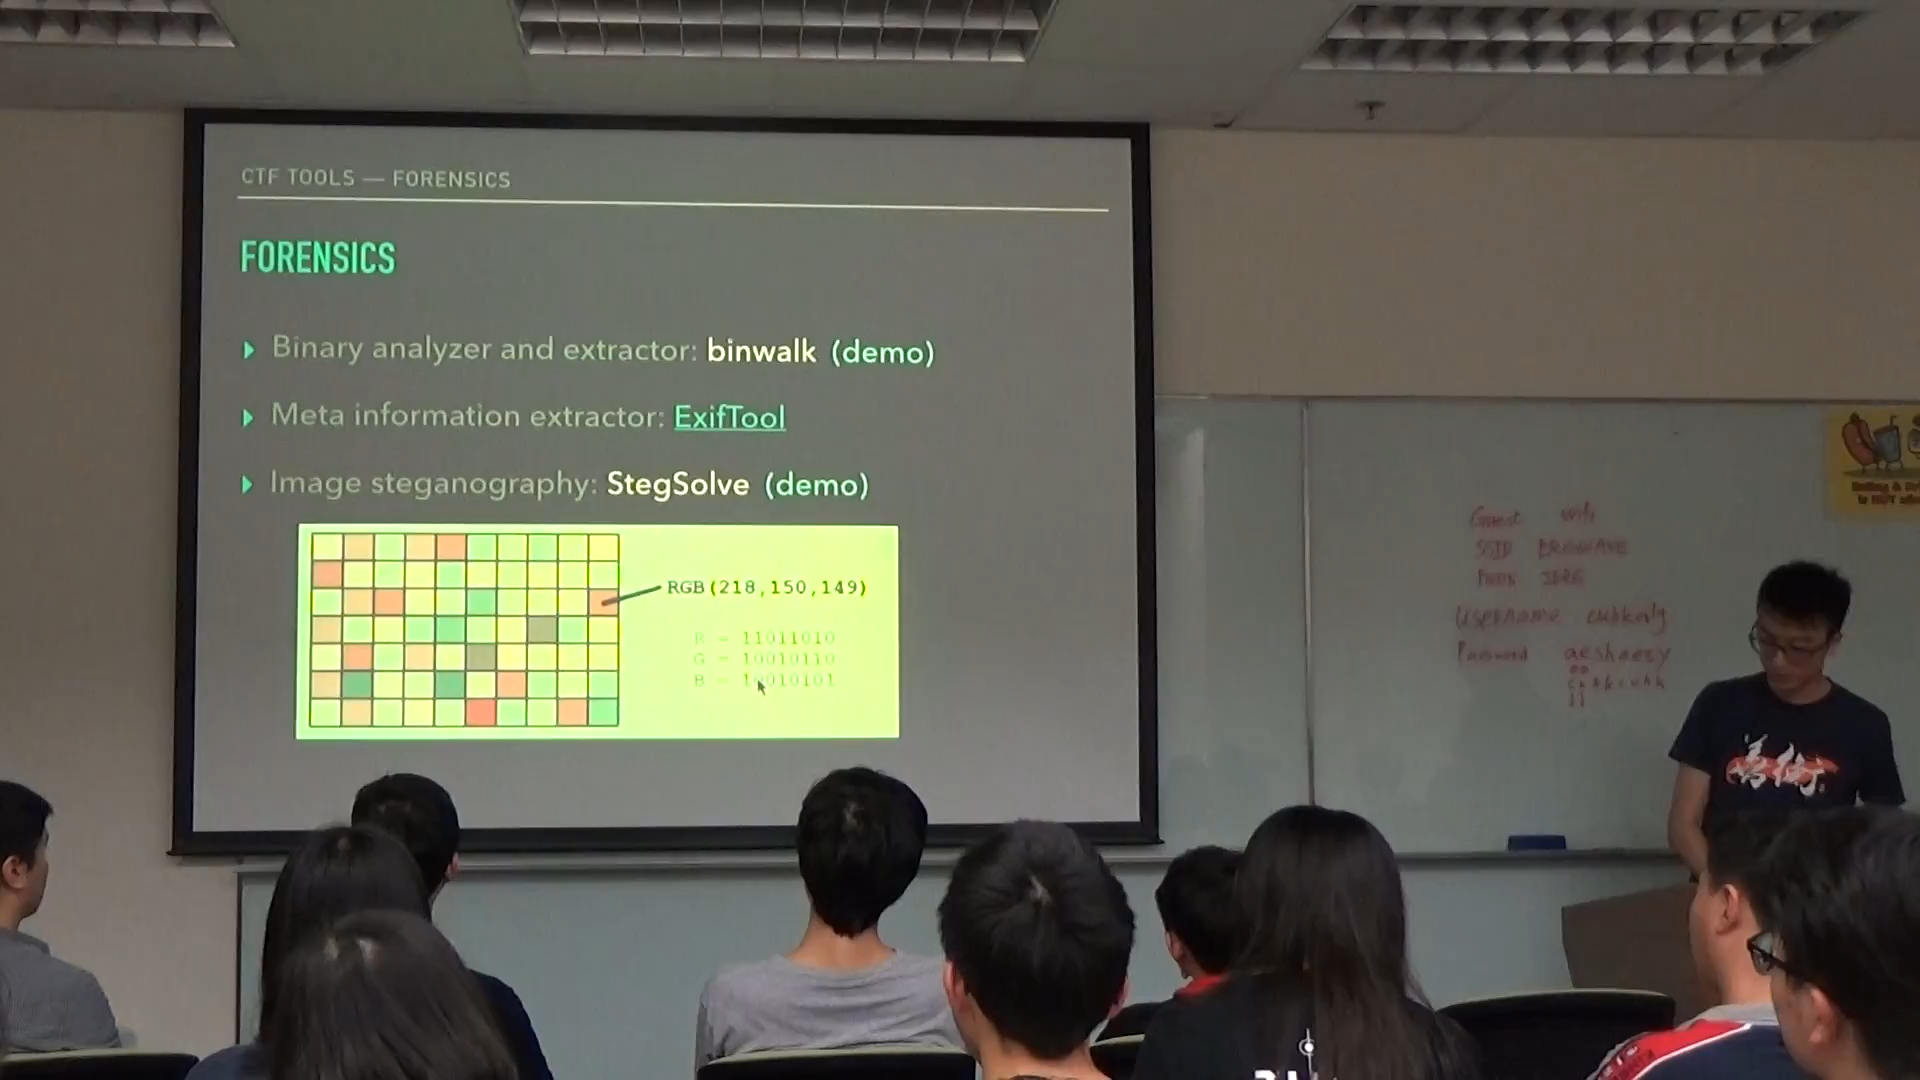 CTF TOOLS — FORENSICS
FORENSICS
Binary analyzer and extractor: binwalk (demo)
Meta information extractor: ExifTool
Image steganography: StegSolve (demo)
RGB(218,150,149)
R = 11011010
G = 10010110
B = 10010101
Guest wifi
SSID
Username
Password